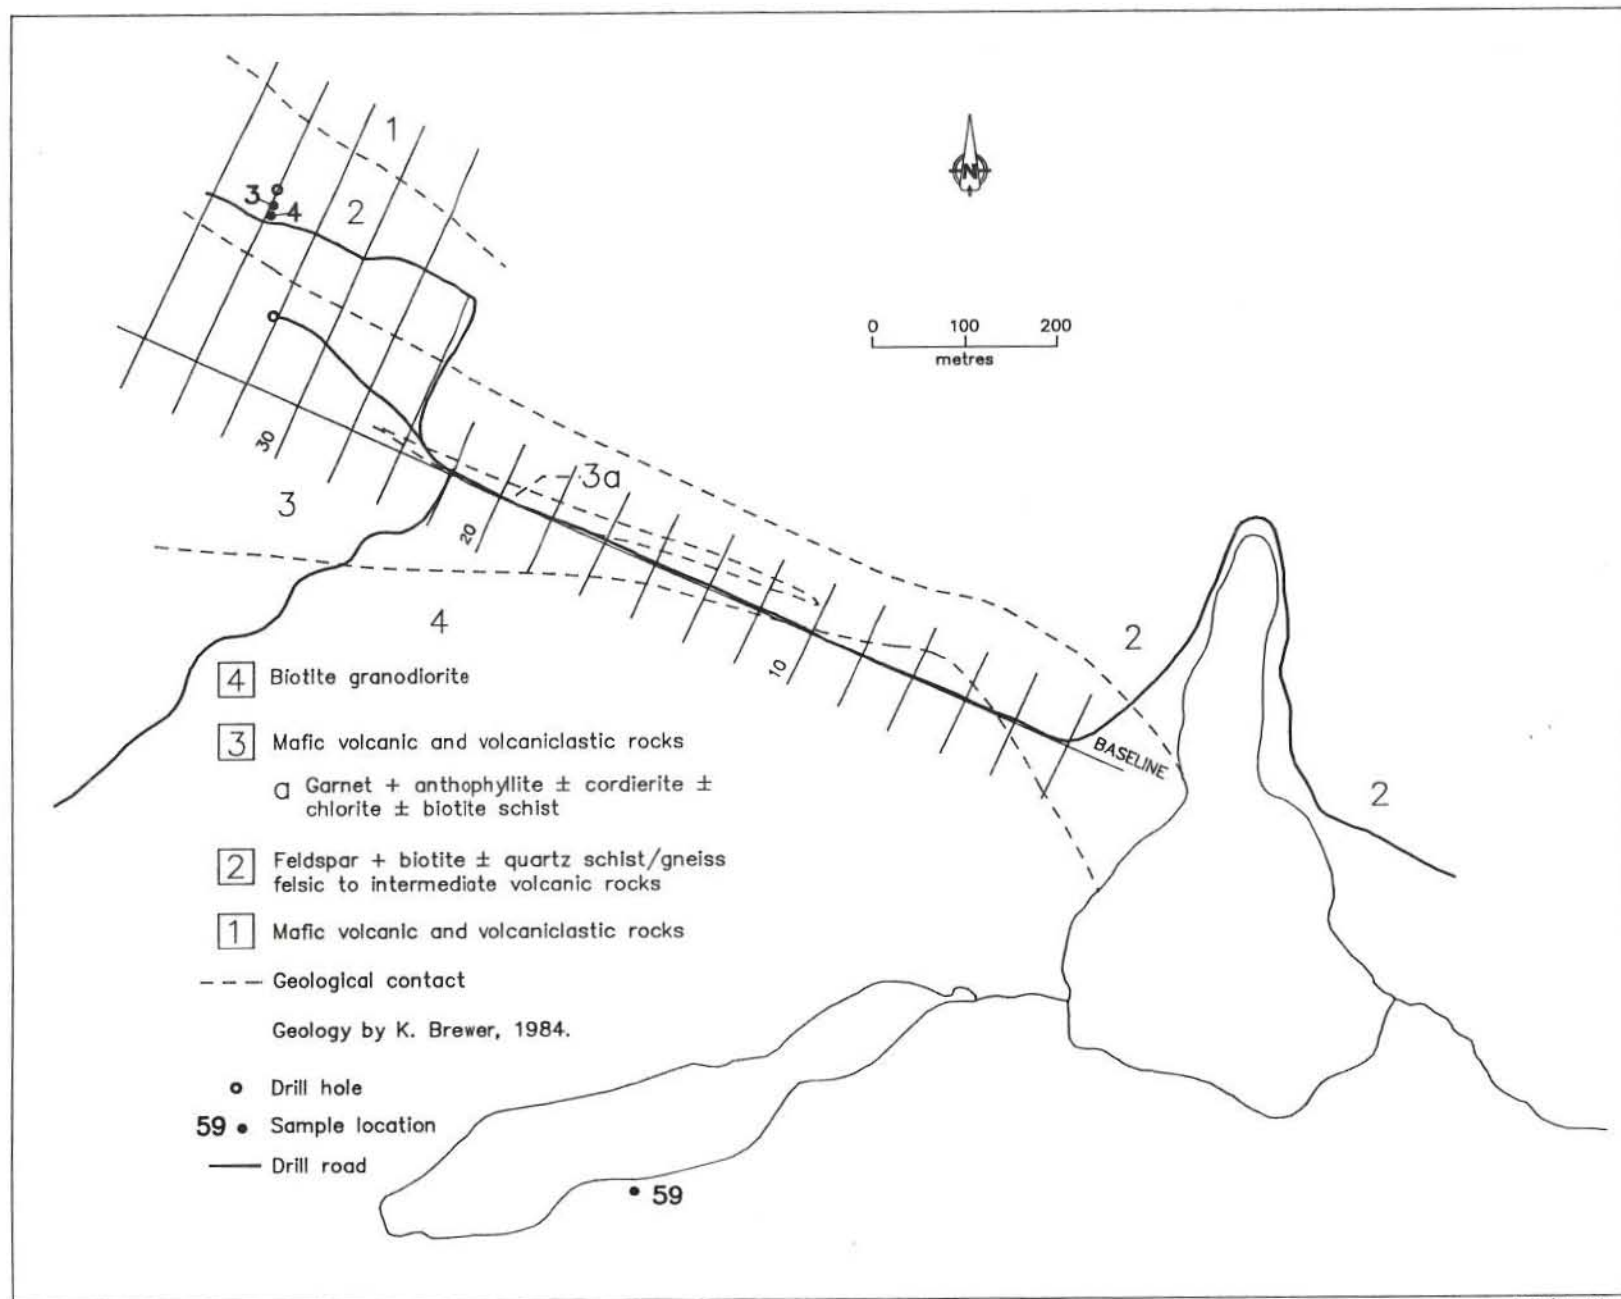 1
N
3
4
2
0 100 200
metres
30
3
3a
20
4
2
10
BASELINE
2
4 Biotite granodiorite
3 Mafic volcanic and volcaniclastic rocks
a Garnet + anthophyllite ± cordierite ±
chlorite ± biotite schist
2 Feldspar + biotite ± quartz schist/gneiss
felsic to intermediate volcanic rocks
1 Mafic volcanic and volcaniclastic rocks
Geological contact
Geology by K. Brewer, 1984.
Drill hole
59 Sample location
Drill road
59